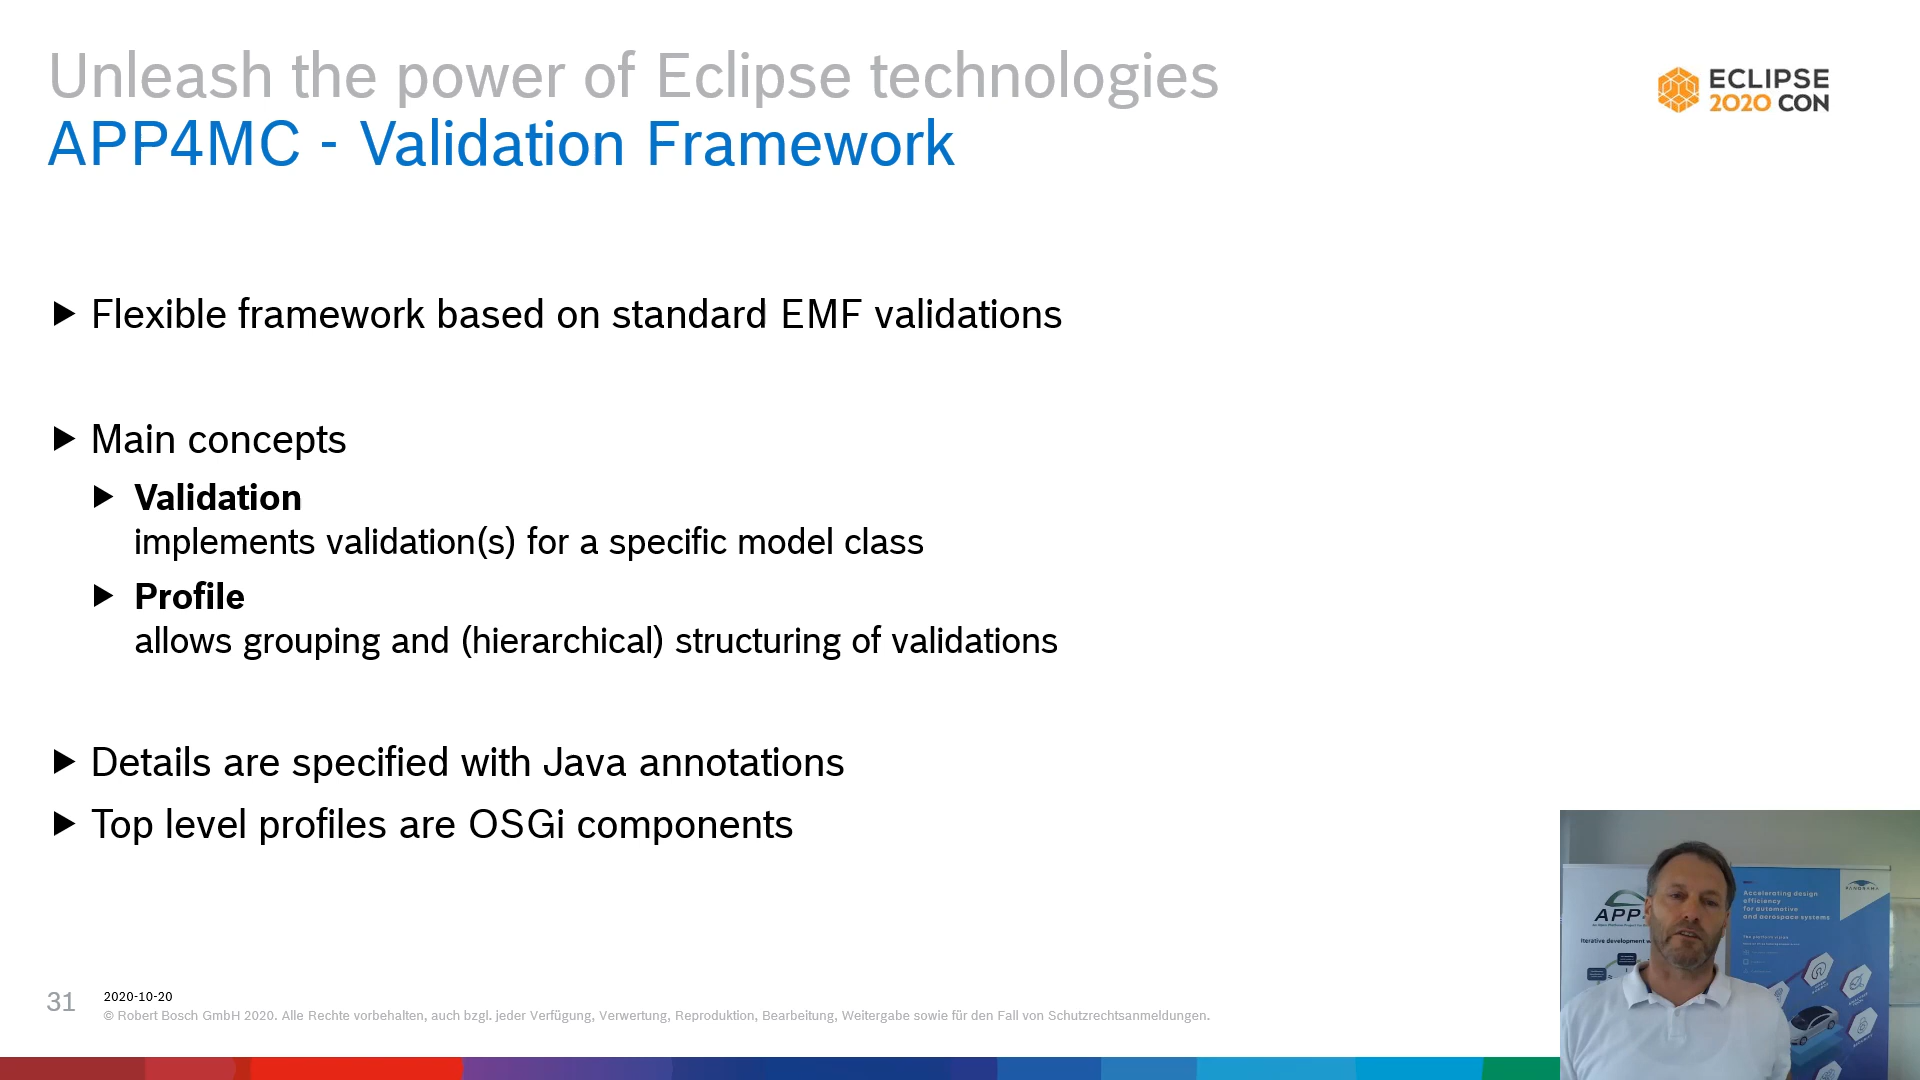 Unleash the power of Eclipse technologies
APP4MC - Validation Framework
ECLIPSE
2020 CON
Flexible framework based on standard EMF validations
Main concepts
Validation
implements validation(s) for a specific model class
Profile
allows grouping and (hierarchical) structuring of validations
Details are specified with Java annotations
Top level profiles are OSGi components
31
2020-10-20
© Robert Bosch GmbH 2020. Alle Rechte vorbehalten, auch bzgl. jeder Verfügung, Verwertung, Reproduktion, Bearbeitung, Weitergabe sowie für den Fall von Schutzrechtsanmeldungen.
PANORAMA
Accelerating design
efficiency
for automotive
and aerospace systems
APP
Iterative development